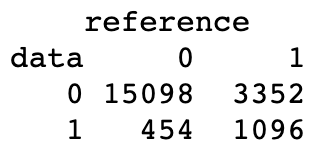 reference
data 0 1
0 15098 3352
1 454 1096